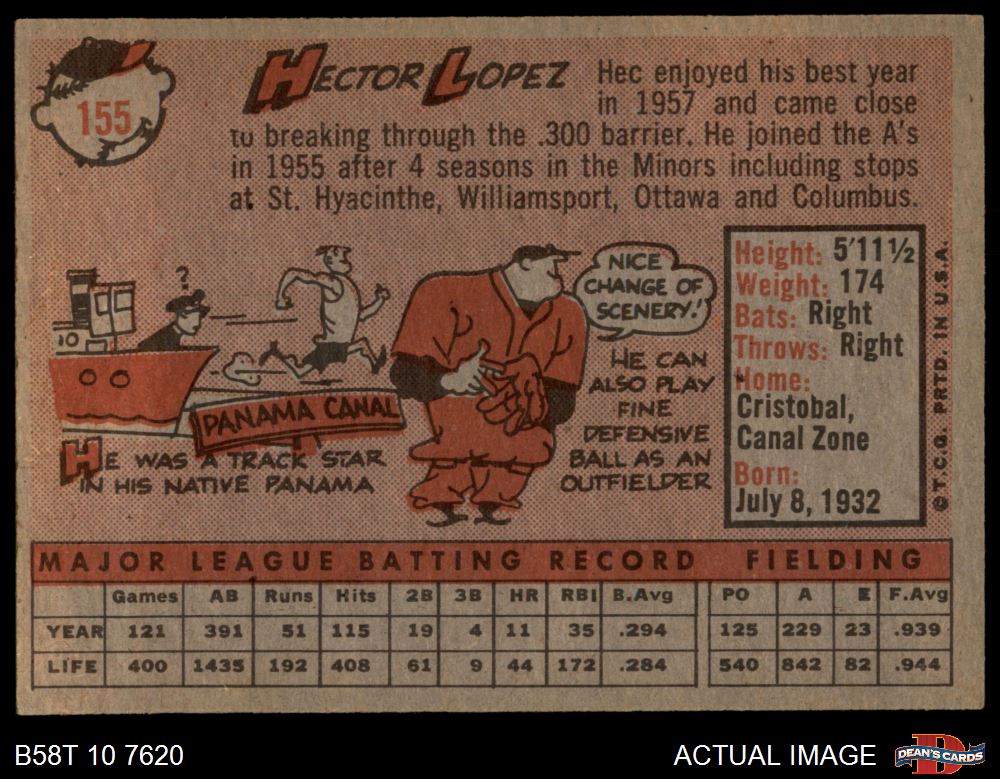 155
HECTOR LOPEZ
Hec enjoyed his best year
in 1957 and came close
to breaking through the .300 barrier. He joined the A's
in 1955 after 4 seasons in the Minors including stops
at St. Hyacinthe, Williamsport, Ottawa and Columbus.
?
PANAMA CANAL
HE WAS A TRACK STAR
IN HIS NATIVE PANAMA
NICE
CHANGE OF
SCENERY!
HE CAN
ALSO PLAY
FINE
DEFENSIVE
BALL AS AN
OUTFIELDER
Height: 5'11½
Weight: 174
Bats: Right
Throws: Right
Home:
Cristobal,
Canal Zone
Born:
July 8, 1932
© T.C.G. PRTD. IN U.S.A.
MAJOR LEAGUE BATTING RECORD FIELDING
Games AB Runs Hits 2B 3B HR RBI B.Avg PO A E F.Avg
YEAR 121 391 51 115 19 4 11 35 .294 125 229 23 .939
LIFE 400 1435 192 408 61 9 44 172 .284 540 842 82 .944
B58T 10 7620
ACTUAL IMAGE
DEAN'S CARDS